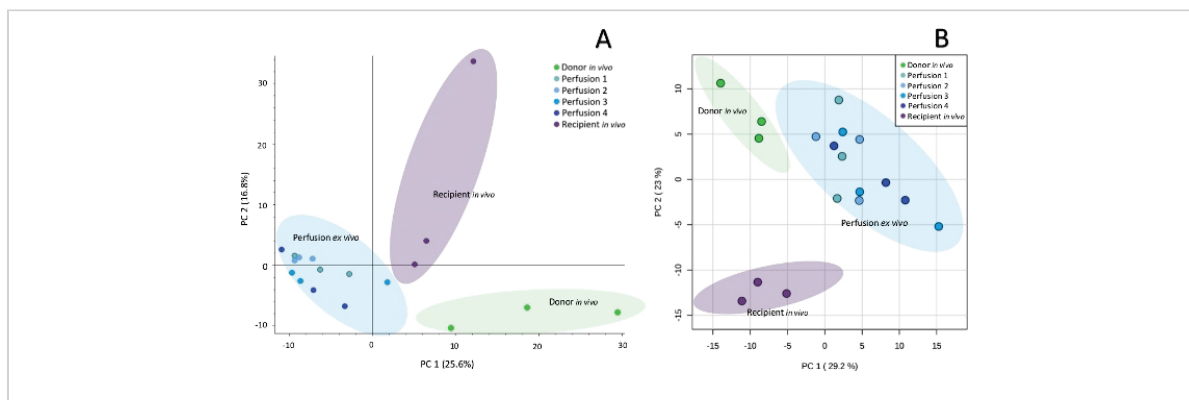 A
PC 2 (16.8%)
30
20
10
0
-10
Donor in vivo
Perfusion 1
Perfusion 2
Perfusion 3
Perfusion 4
Recipient in vivo
Recipient in vivo
Perfusion ex vivo
Donor in vivo
-10
0
10
20
30
PC 1 (25.6%)
B
PC 2 ( 23 %)
10
5
0
-5
-10
-15
Donor in vivo
Perfusion 1
Perfusion 2
Perfusion 3
Perfusion 4
Recipient in vivo
Donor in vivo
Perfusion ex vivo
Recipient in vivo
-15
-10
-5
0
5
10
15
PC 1 ( 29.2 %)